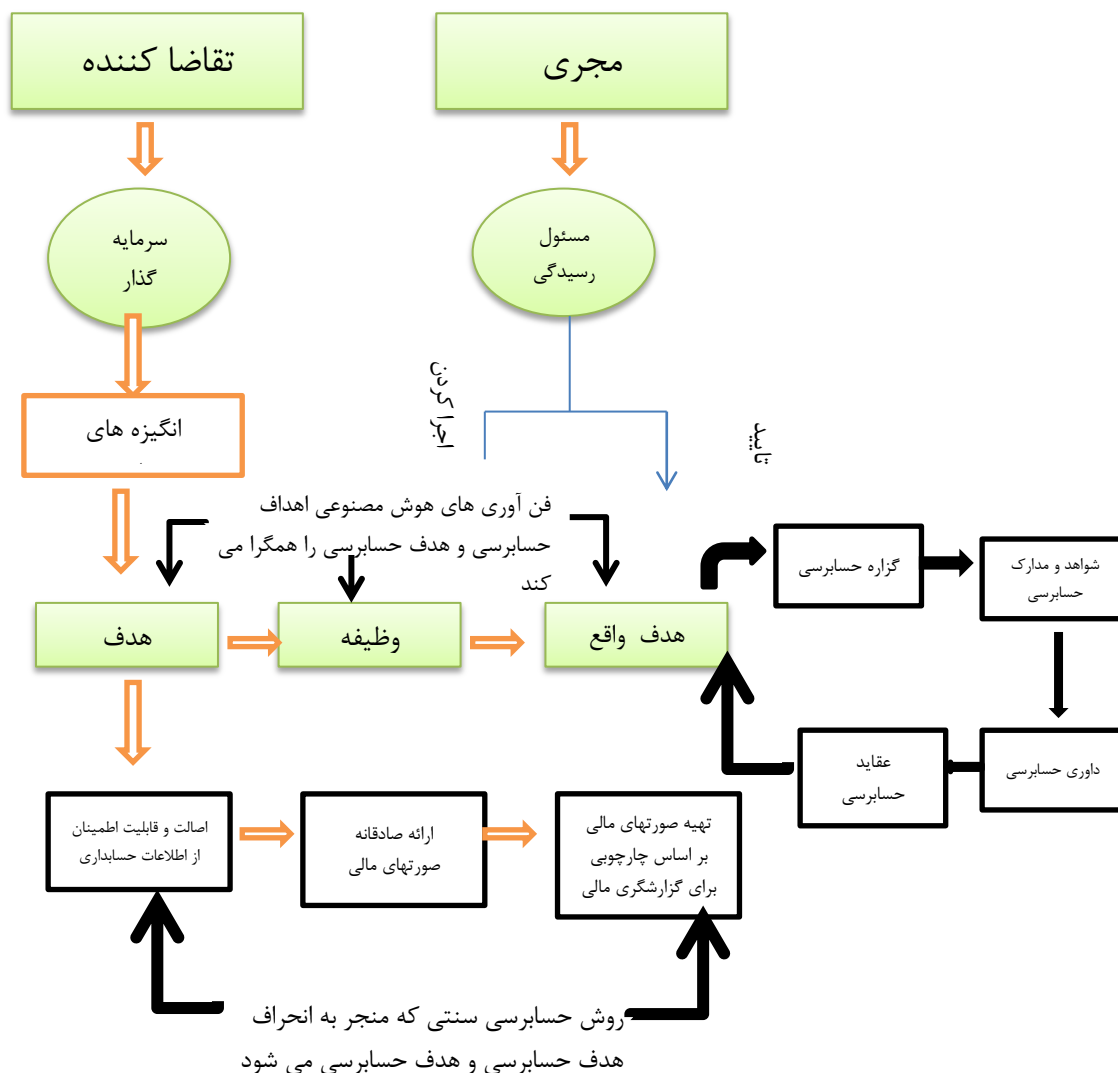 تقاضا کننده
مجری
سرمایه
گذار
مسئول
رسیدگی
انگیزه های
اجرا کردن
تایید
فن آوری های هوش مصنوعی اهداف
حسابرسی و هدف حسابرسی را همگرا می
کند
گزاره حسابرسی
شواهد و مدارک
حسابرسی
هدف
وظیفه
هدف واقع
داوری حسابرسی
عقاید
حسابرسی
اصالت و قابلیت اطمینان
از اطلاعات حسابداری
ارائه صادقانه
صورتهای مالی
تهیه صورتهای مالی
بر اساس چارچوبی
برای گزارشگری مالی
روش حسابرسی سنتی که منجر به انحراف
هدف حسابرسی و هدف حسابرسی می شود